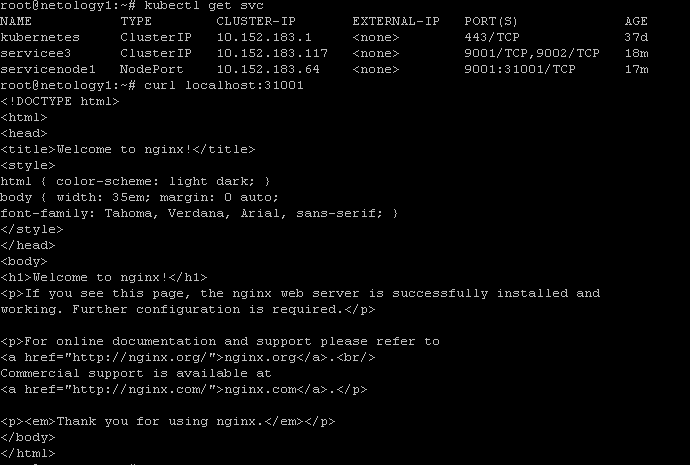 root@netology1:~# kubectl get svc
NAME TYPE CLUSTER-IP EXTERNAL-IP PORT(S) AGE
kubernetes ClusterIP 10.152.183.1 <none> 443/TCP 37d
servicee3 ClusterIP 10.152.183.117 <none> 9001/TCP,9002/TCP 18m
servicenode1 NodePort 10.152.183.64 <none> 9001:31001/TCP 17m
root@netology1:~# curl localhost:31001
<!DOCTYPE html>
<html>
<head>
<title>Welcome to nginx!</title>
<style>
html { color-scheme: light dark; }
body { width: 35em; margin: 0 auto;
font-family: Tahoma, Verdana, Arial, sans-serif; }
</style>
</head>
<body>
<h1>Welcome to nginx!</h1>
<p>If you see this page, the nginx web server is successfully installed and
working. Further configuration is required.</p>
<p>For online documentation and support please refer to
<a href="http://nginx.org/">nginx.org</a>.<br/>
Commercial support is available at
<a href="http://nginx.com/">nginx.com</a>.</p>
<p><em>Thank you for using nginx.</em></p>
</body>
</html>